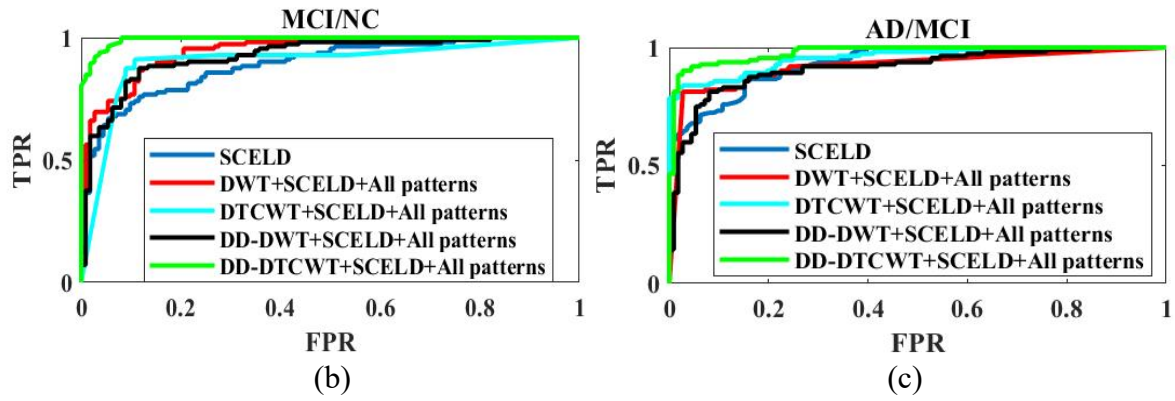 MCI/NC
1
0.5
0
TPR
SCELD
DWT+SCELD+All patterns
DTCWT+SCELD+All patterns
DD-DWT+SCELD+All patterns
DD-DTCWT+SCELD+All patterns
0 0.2 0.4 0.6 0.8 1
FPR
(b)
AD/MCI
1
0.5
0
TPR
SCELD
DWT+SCELD+All patterns
DTCWT+SCELD+All patterns
DD-DWT+SCELD+All patterns
DD-DTCWT+SCELD+All patterns
0 0.2 0.4 0.6 0.8 1
FPR
(c)